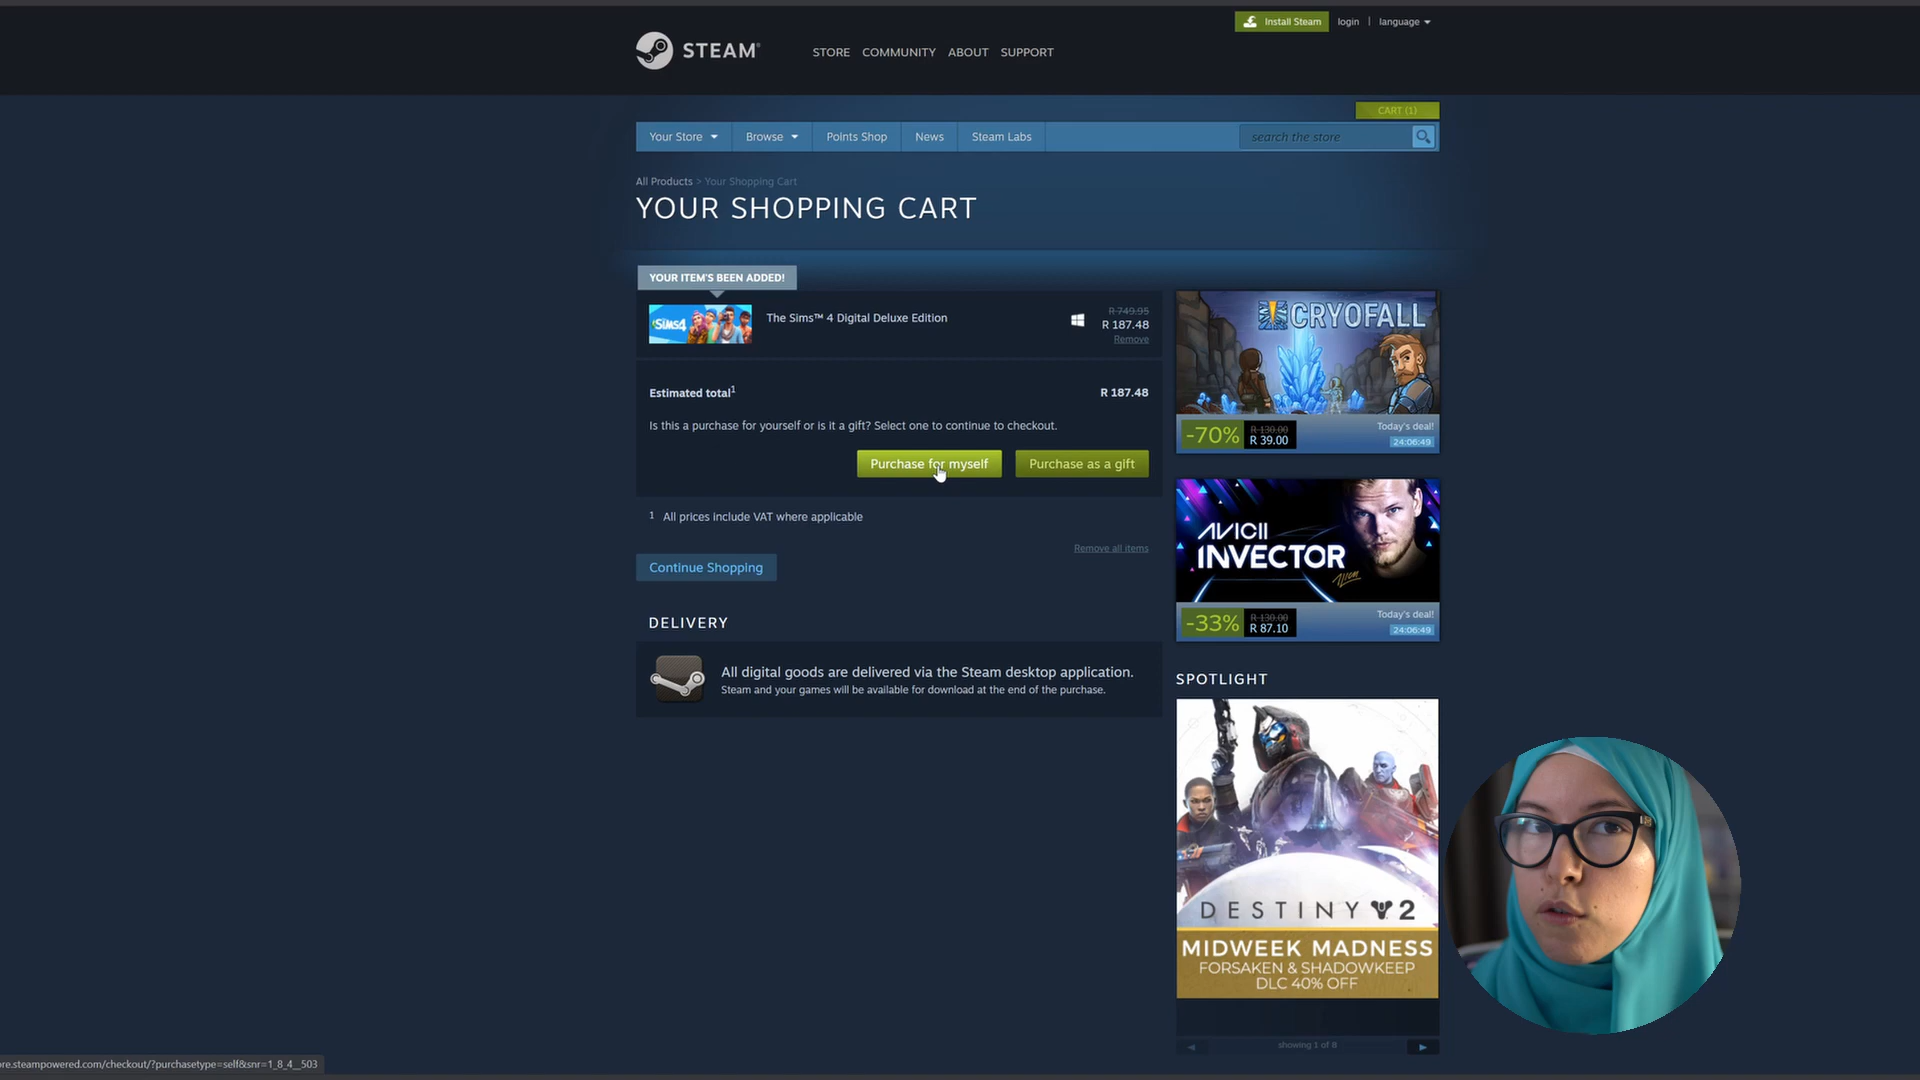 Install Steam
login
language
STEAM®
STORE
COMMUNITY
ABOUT
SUPPORT
CART (1)
Your Store
Browse
Points Shop
News
Steam Labs
search the store
All Products > Your Shopping Cart
YOUR SHOPPING CART
YOUR ITEM'S BEEN ADDED!
SIMS4
The Sims™ 4 Digital Deluxe Edition
R 749.95
R 187.48
Remove
Estimated total1
R 187.48
Is this a purchase for yourself or is it a gift? Select one to continue to checkout.
Purchase for myself
Purchase as a gift
1 All prices include VAT where applicable
Remove all items
Continue Shopping
DELIVERY
All digital goods are delivered via the Steam desktop application.
Steam and your games will be available for download at the end of the purchase.
CRYOFALL
-70%
R 130.00
R 39.00
Today's deal!
24:06:49
AVICII
INVECTOR
-33%
R 130.00
R 87.10
Today's deal!
24:06:49
SPOTLIGHT
DESTINY 2
MIDWEEK MADNESS
FORSAKEN & SHADOWKEEP
DLC 40% OFF
showing 1 of 8
ore.steampowered.com/checkout/?purchasetype=self&snr=1_8_4__503